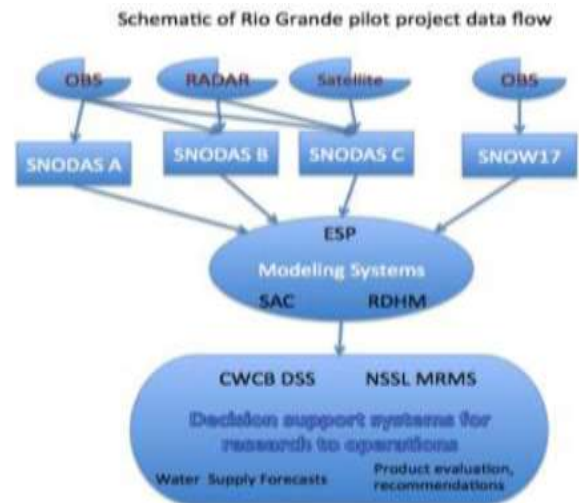 Schematic of Rio Grande pilot project data flow
OBS RADAR Satéllite OBS
SNODAS A SNODAS B SNODAS C SNOW17
ESP
Modeling Systems
SAC RDHM
CWCB DSS NSSL MRMS
Decision support systems for
research to operations
Water Supply Forecasts Product evaluation,
recommendations